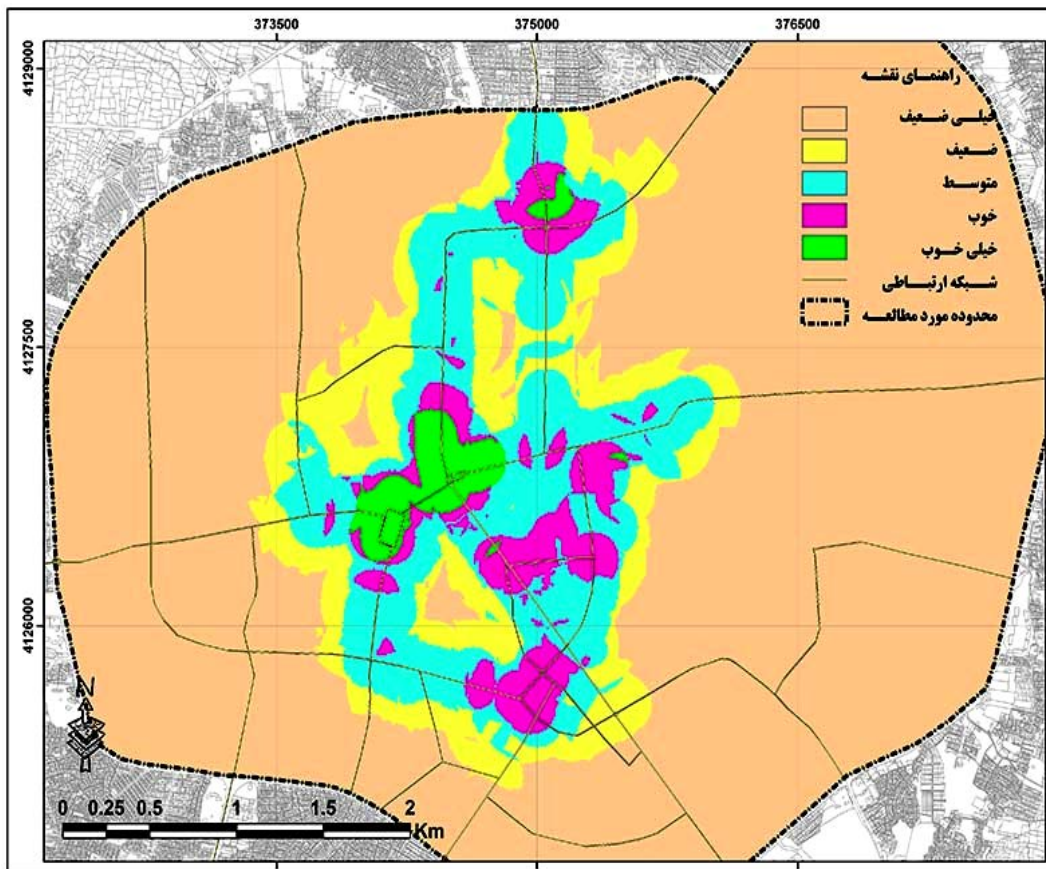 373500 375000 376500
4129000
4127500
4126000
راهنمای نقشه
خیلی ضعیف
ضعیف
متوسط
خوب
خیلی خوب
شبکه ارتباطی
محدوده مورد مطالعه
N
0 0.25 0.5 1 1.5 2
Km